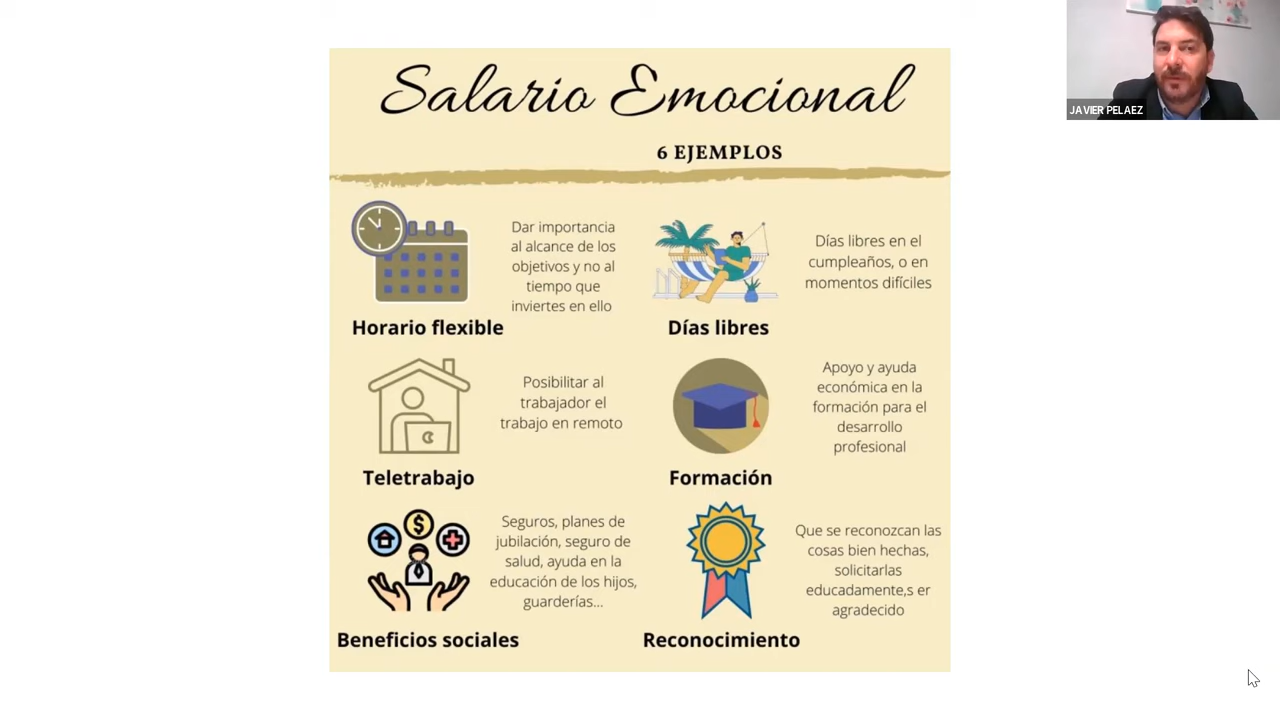 Salario Emocional
6 EJEMPLOS
Dar importancia
al alcance de los
objetivos y no al
tiempo que
inviertes en ello
Horario flexible
Días libres en el
cumpleaños, o en
momentos difíciles
Días libres
Posibilitar al
trabajador el
trabajo en remoto
Teletrabajo
Apoyo y ayuda
económica en la
formación para el
desarrollo
profesional
Formación
Seguros, planes de
jubilación, seguro de
salud, ayuda en la
educación de los hijos,
guarderías...
Beneficios sociales
Que se reconozcan las
cosas bien hechas,
solicitarlas
educadamente,s er
agradecido
Reconocimiento
JAVIER PELAEZ